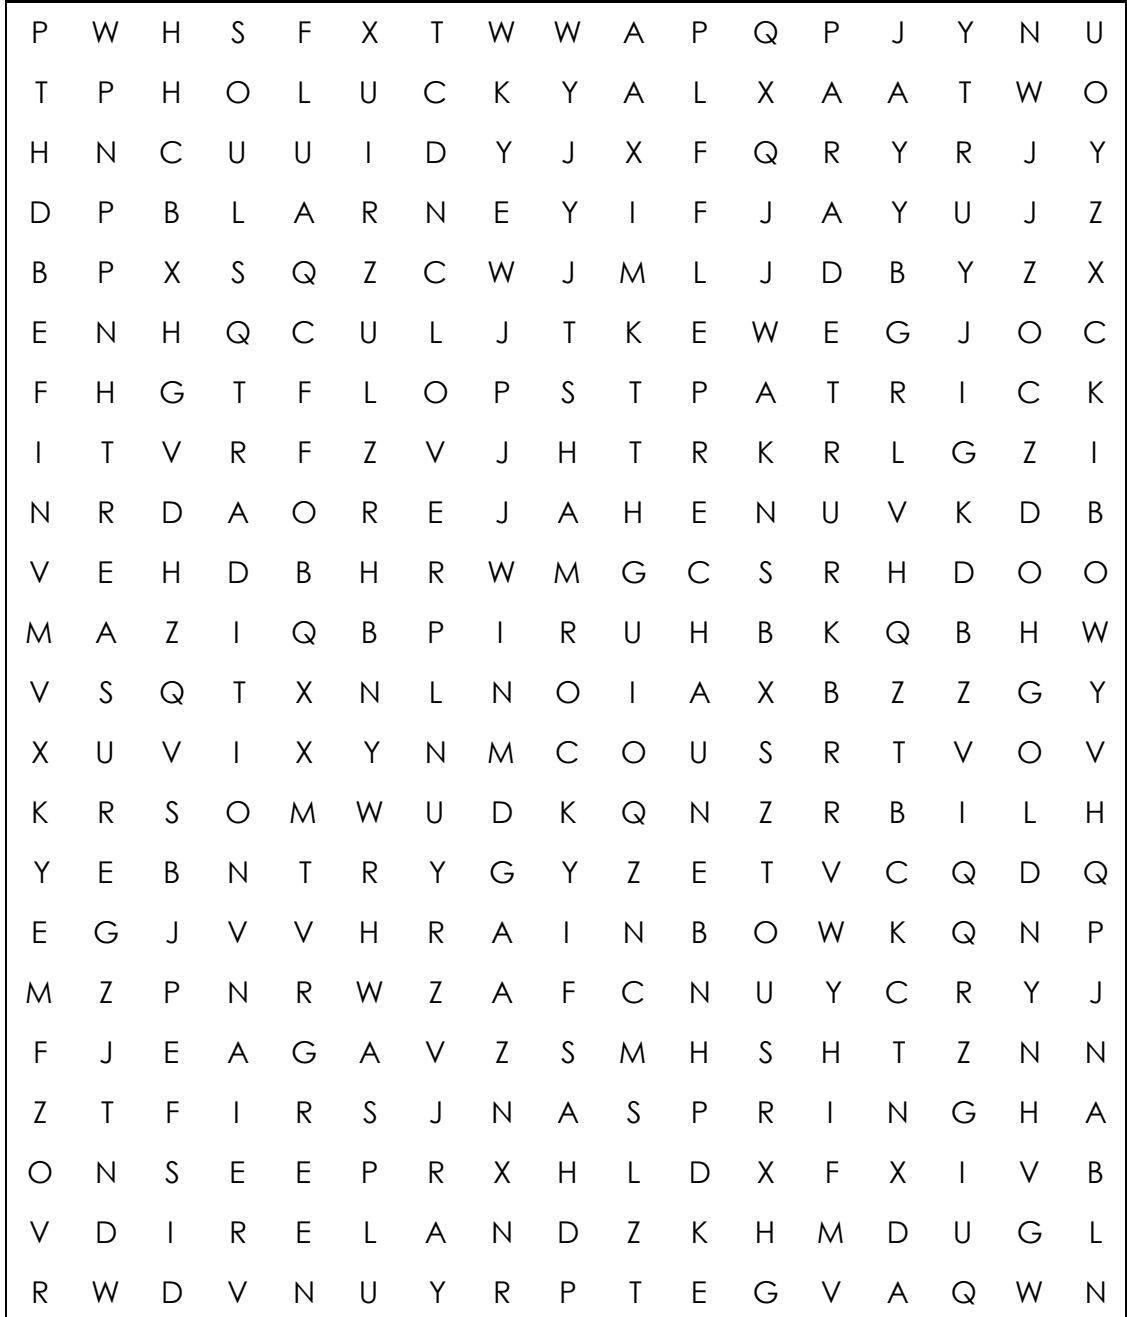 P W H S F X T W W A P Q P J Y N U
T P H O L U C K Y A L X A A T W O
H N C U U I D Y J X F Q R Y R J Y
D P B L A R N E Y I F J A Y U J Z
B P X S Q Z C W J M L J D B Y Z X
E N H Q C U L J T K E W E G J O C
F H G T F L O P S T P A T R I C K
I T V R F Z V J H T R K R L G Z I
N R D A O R E J A H E N U V K D B
V E H D B H R W M G C S R H D O O
M A Z I Q B P I R U H B K Q B H W
V S Q T X N L N O I A X B Z Z G Y
X U V I X Y N M C O U S R T V O V
K R S O M W U D K Q N Z R B I L H
Y E B N T R Y G Y Z E T V C Q D Q
E G J V V H R A I N B O W K Q N P
M Z P N R W Z A F C N U Y C R Y J
F J E A G A V Z S M H S H T Z N N
Z T F I R S J N A S P R I N G H A
O N S E E P R X H L D X F X I V B
V D I R E L A N D Z K H M D U G L
R W D V N U Y R P T E G V A Q W N